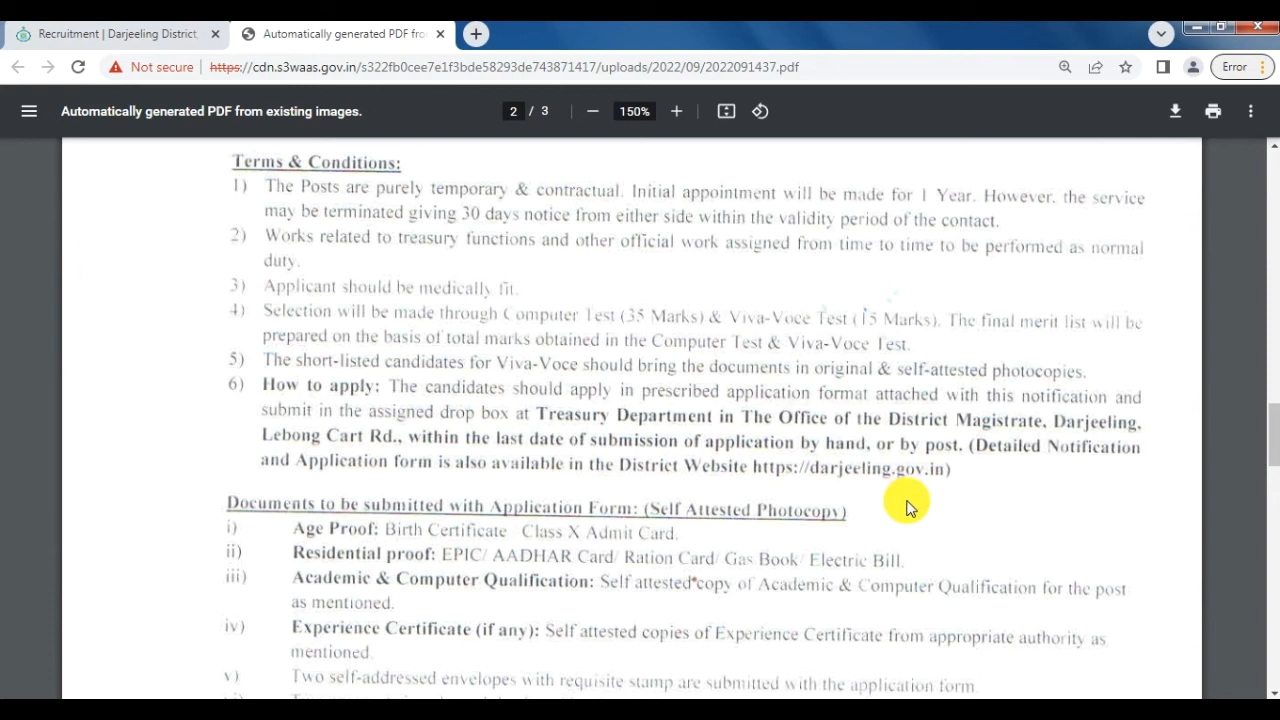 Recruitment | Darjeeling District,
Automatically generated PDF fro
Not secure
https://cdn.s3waas.gov.in/s322fb0cee7e1f3bde58293de743871417/uploads/2022/09/2022091437.pdf
Error
Automatically generated PDF from existing images.
2 / 3
150%
Terms & Conditions:
1) The Posts are purely temporary & contractual. Initial appointment will be made for 1 Year. However, the service
may be terminated giving 30 days notice from either side within the validity period of the contact.
2) Works related to treasury functions and other official work assigned from time to time to be performed as normal
duty.
3) Applicant should be medically fit.
4) Selection will be made through Computer Test (35 Marks) & Viva-Voce Test (15 Marks). The final merit list will be
prepared on the basis of total marks obtained in the Computer Test & Viva-Voce Test.
5) The short-listed candidates for Viva-Voce should bring the documents in original & self-attested photocopies.
6) How to apply: The candidates should apply in prescribed application format attached with this notification and
submit in the assigned drop box at Treasury Department in The Office of the District Magistrate, Darjeeling,
Lebong Cart Rd., within the last date of submission of application by hand, or by post. (Detailed Notification
and Application form is also available in the District Website https://darjeeling.gov.in)
Documents to be submitted with Application Form: (Self Attested Photocopy)
i) Age Proof: Birth Certificate Class X Admit Card.
ii) Residential proof: EPIC/ AADHAR Card/ Ration Card/ Gas Book/ Electric Bill.
iii) Academic & Computer Qualification: Self attested copy of Academic & Computer Qualification for the post
as mentioned.
iv) Experience Certificate (if any): Self attested copies of Experience Certificate from appropriate authority as
mentioned.
v) Two self-addressed envelopes with requisite stamp are submitted with the application form.